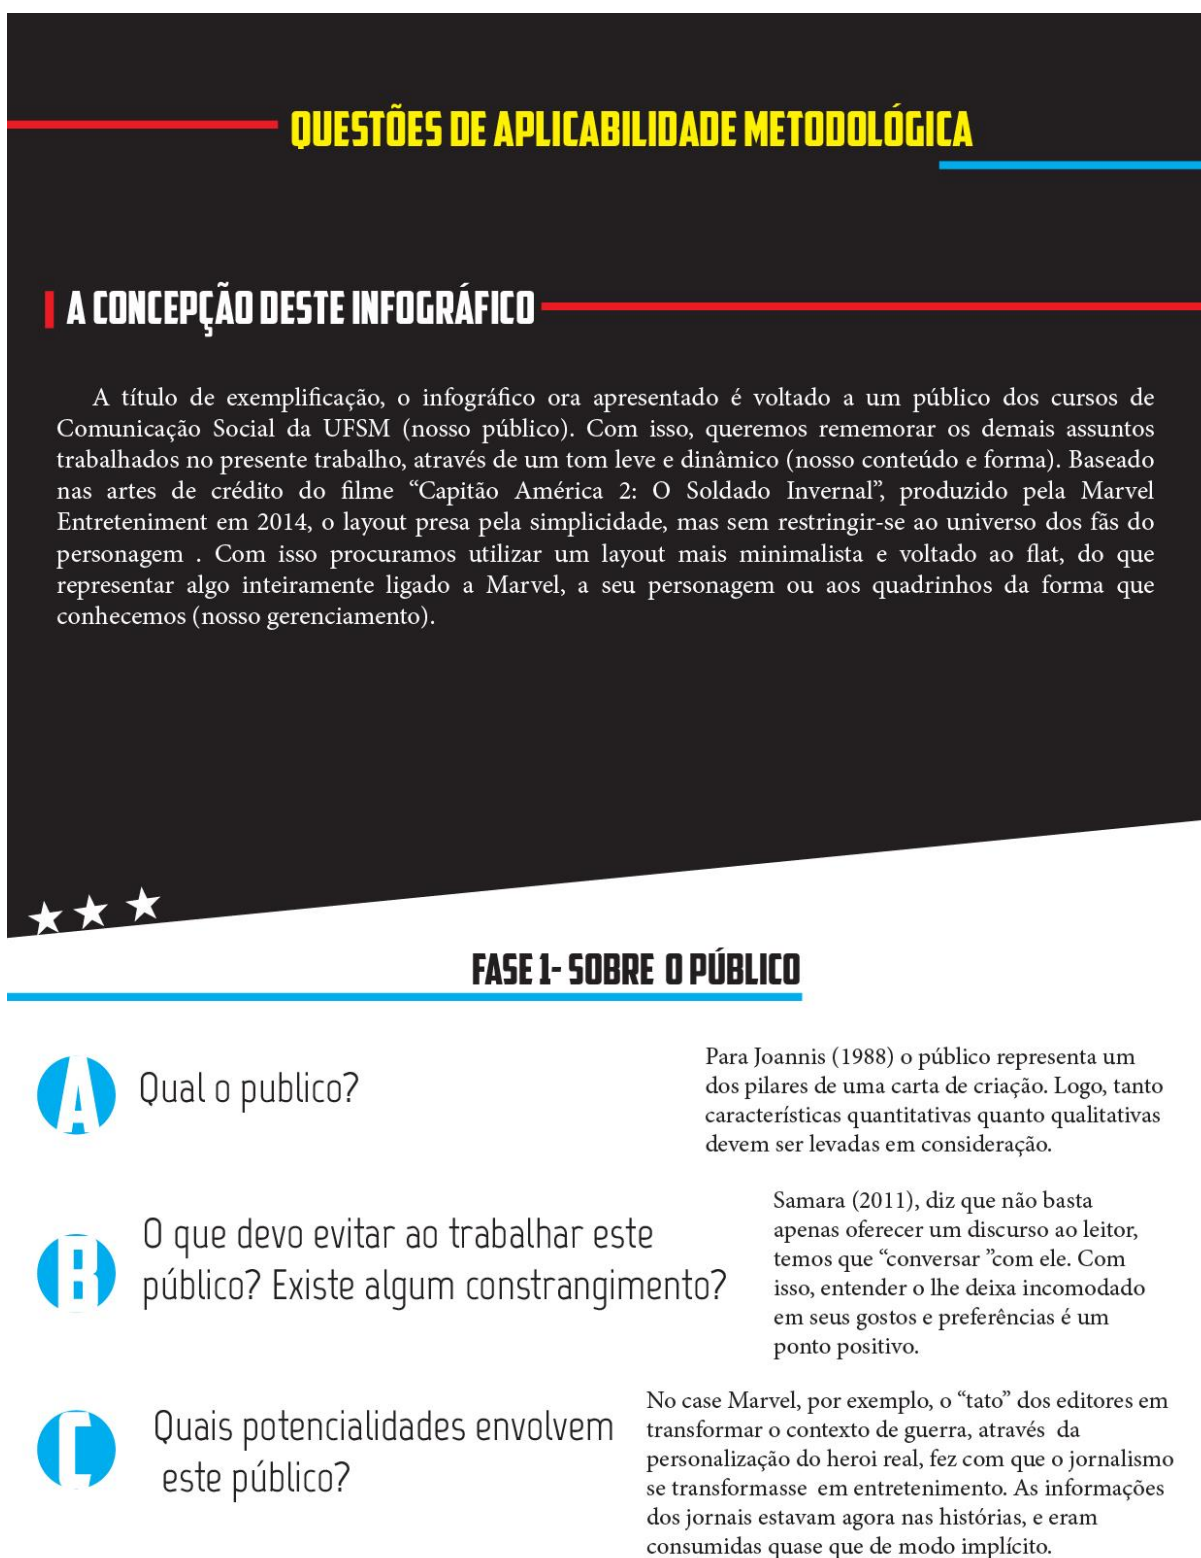 QUESTÕES DE APLICABILIDADE METODOLÓGICA
A CONCEPÇÃO DESTE INFOGRÁFICO
A título de exemplificação, o infográfico ora apresentado é voltado a um público dos cursos de
Comunicação Social da UFSM (nosso público). Com isso, queremos rememorar os demais assuntos
trabalhados no presente trabalho, através de um tom leve e dinâmico (nosso conteúdo e forma). Baseado
nas artes de crédito do filme “Capitão América 2: O Soldado Invernal”, produzido pela Marvel
Entreteniment em 2014, o layout presa pela simplicidade, mas sem restringir-se ao universo dos fãs do
personagem . Com isso procuramos utilizar um layout mais minimalista e voltado ao flat, do que
representar algo inteiramente ligado a Marvel, a seu personagem ou aos quadrinhos da forma que
conhecemos (nosso gerenciamento).
FASE 1- SOBRE O PÚBLICO
A
Qual o publico?
Para Joannis (1988) o público representa um
dos pilares de uma carta de criação. Logo, tanto
características quantitativas quanto qualitativas
devem ser levadas em consideração.
B
O que devo evitar ao trabalhar este
público? Existe algum constrangimento?
Samara (2011), diz que não basta
apenas oferecer um discurso ao leitor,
temos que “conversar ”com ele. Com
isso, entender o lhe deixa incomodado
em seus gostos e preferências é um
ponto positivo.
C
Quais potencialidades envolvem
este público?
No case Marvel, por exemplo, o “tato” dos editores em
transformar o contexto de guerra, através da
personalização do heroi real, fez com que o jornalismo
se transformasse em entretenimento. As informações
dos jornais estavam agora nas histórias, e eram
consumidas quase que de modo implícito.